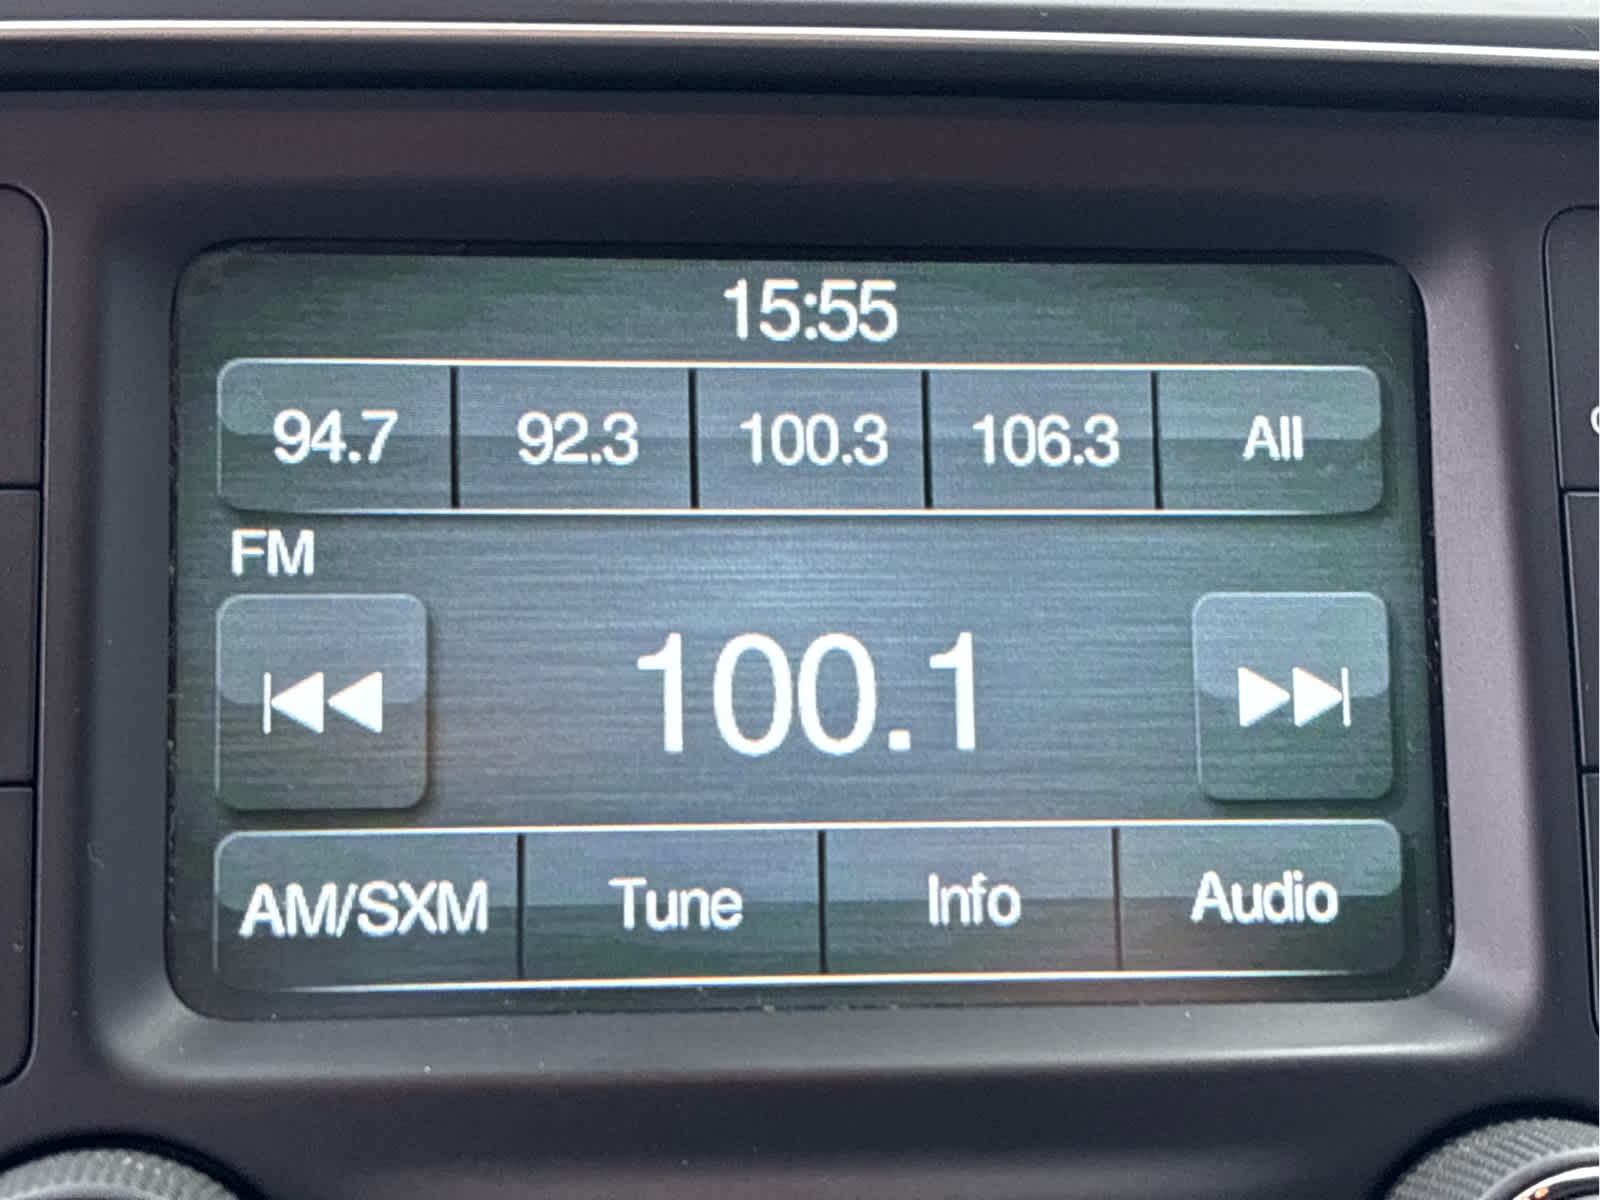 15:55
94.7 92.3 100.3 106.3 All
FM
100.1
AM/SXM Tune Info Audio